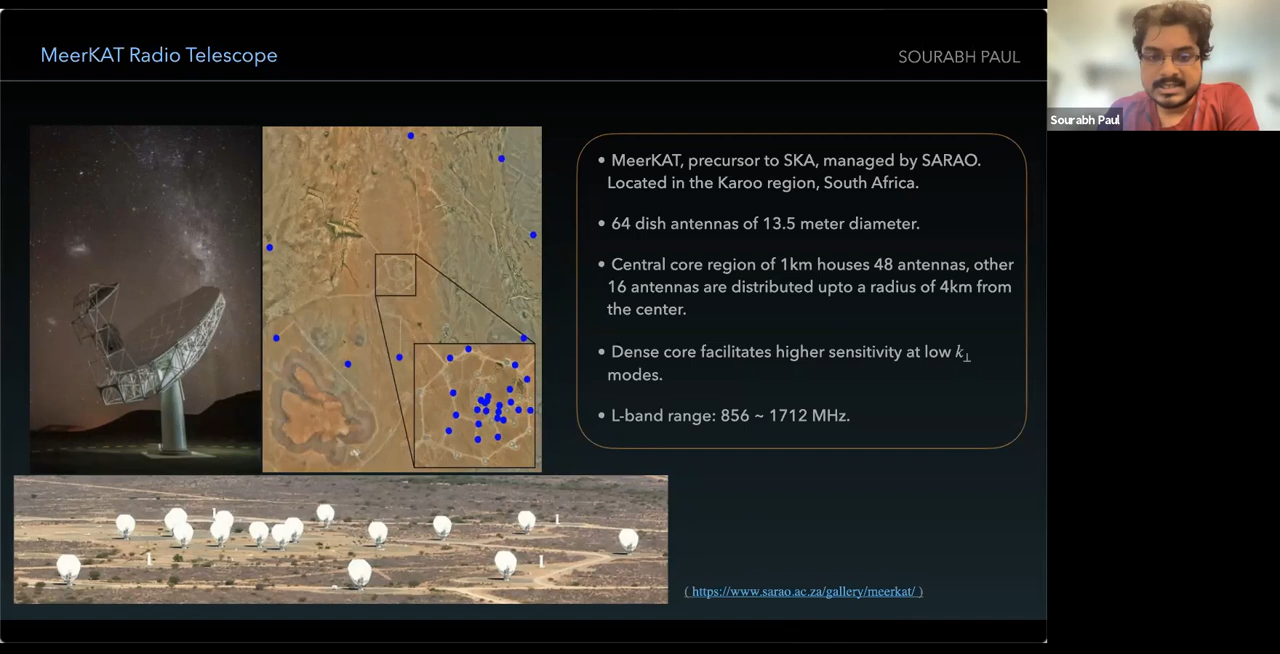 MeerKAT Radio Telescope
SOURABH PAUL
Sourabh Paul
• MeerKAT, precursor to SKA, managed by SARAO.
Located in the Karoo region, South Africa.
• 64 dish antennas of 13.5 meter diameter.
• Central core region of 1km houses 48 antennas, other
16 antennas are distributed upto a radius of 4km from
the center.
• Dense core facilitates higher sensitivity at low k⊥
modes.
• L-band range: 856 ~ 1712 MHz.
( https://www.sarao.ac.za/gallery/meerkat/ )